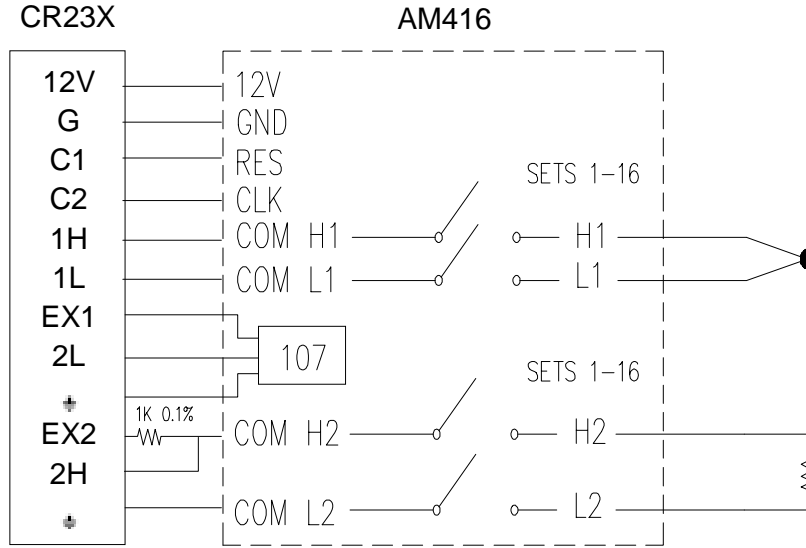 CR23X
AM416
12V
12V
G
GND
C1
RES
C2
CLK
SETS 1-16
1H
COM H1
H1
1L
COM L1
L1
EX1
2L
107
SETS 1-16
1K 0.1%
EX2
COM H2
H2
2H
COM L2
L2